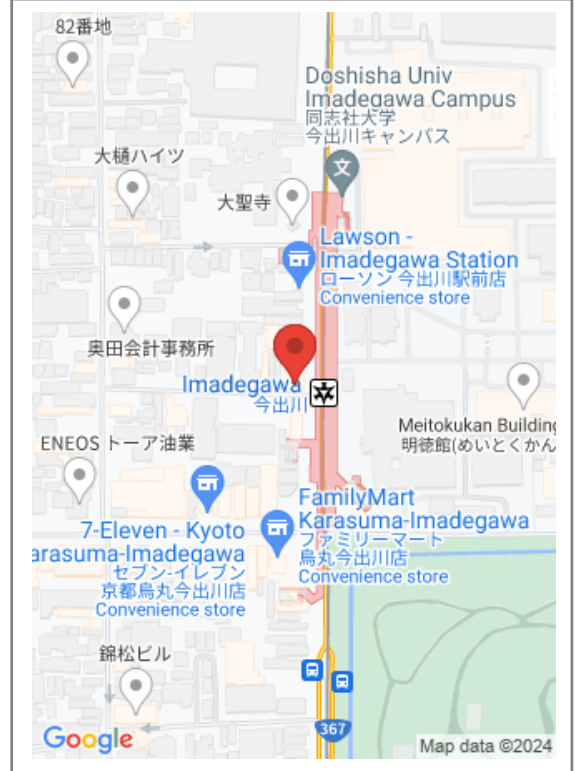 82番地
Doshisha Univ
Imadegawa Campus
同志社大学
今出川キャンパス
文
大樋ハイツ
大聖寺
Lawson -
Imadegawa Station
ローソン 今出川駅前店
Convenience store
奥田会計事務所
Imadegawa
今出川
Meitokukan Building
明徳館(めいとくかん
ENEOS トーア油業
FamilyMart
Karasuma-Imadegawa
ファミリーマート
烏丸今出川店
Convenience store
7-Eleven - Kyoto
arasuma-Imadegawa
セブン-イレブン
京都烏丸今出川店
Convenience store
錦松ビル
367
Google
Map data ©2024